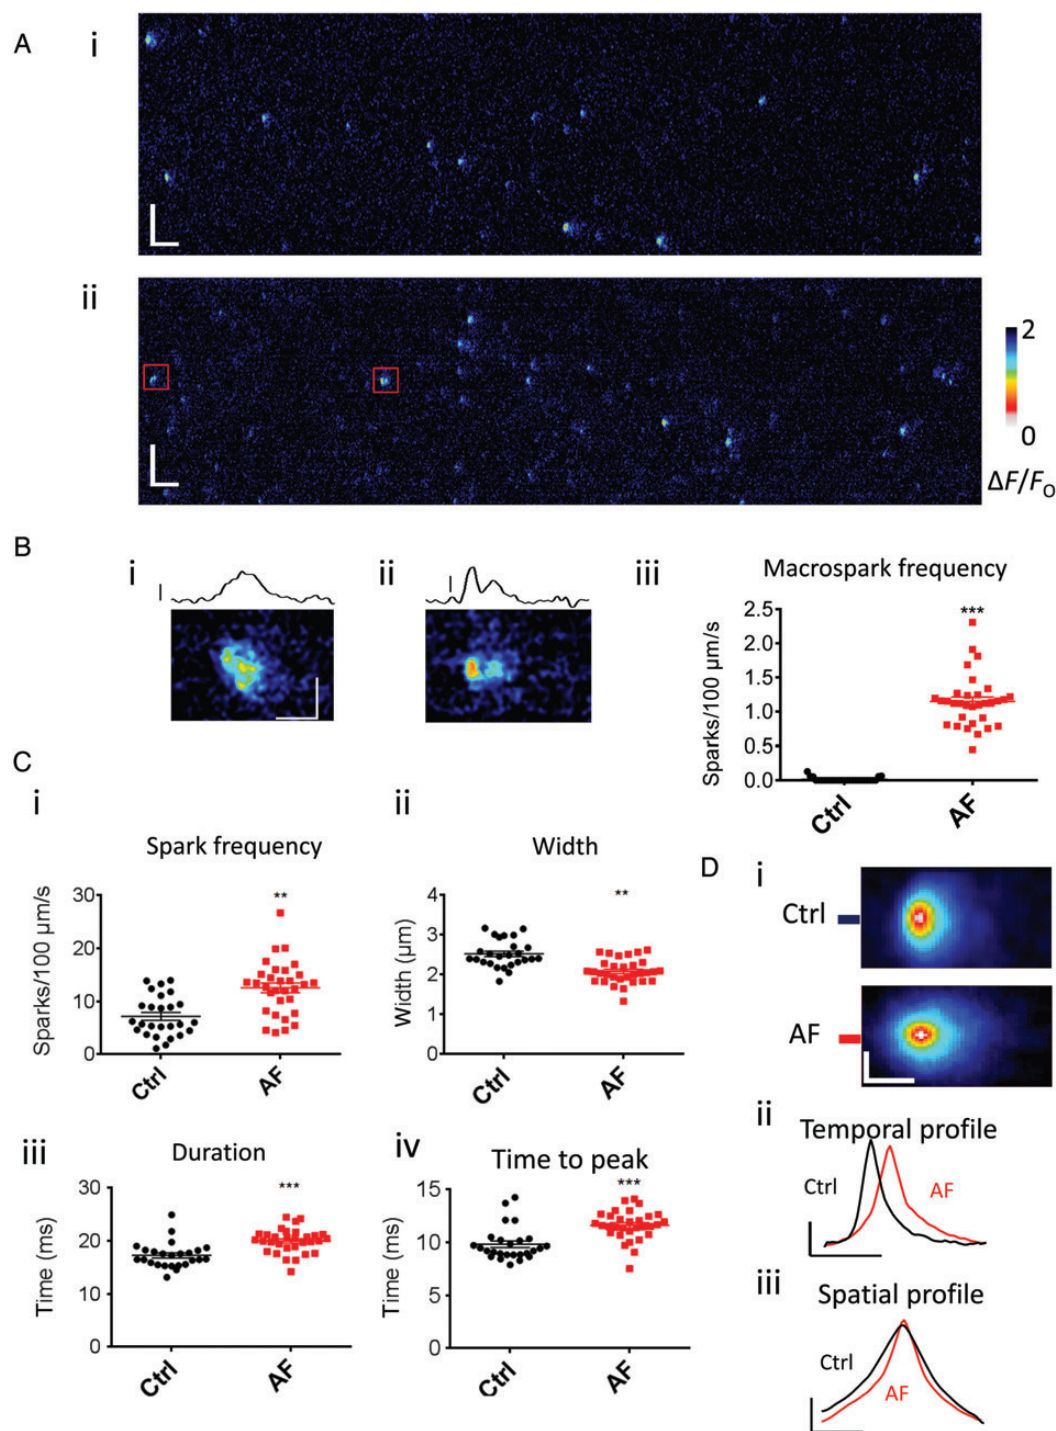 A
i
ii
2
0
ΔF/F₀
B
i
ii
iii
Macrospark frequency
***
Sparks/100 µm/s
2.5
2.0
1.5
1.0
0.5
0.0
Ctrl
AF
C
i
Spark frequency
**
Sparks/100 µm/s
30
20
10
0
Ctrl
AF
ii
Width
**
Width (µm)
4
3
2
1
0
Ctrl
AF
D
i
Ctrl
AF
iii
Duration
***
Time (ms)
30
20
10
0
Ctrl
AF
iv
Time to peak
***
Time (ms)
15
10
5
0
Ctrl
AF
ii
Temporal profile
Ctrl
AF
iii
Spatial profile
Ctrl
AF